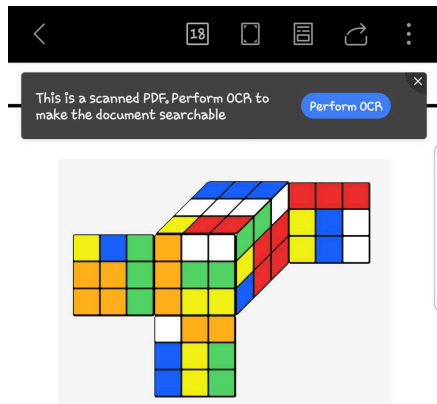 18
This is a scanned PDF. Perform OCR to
make the document searchable
Perform OCR